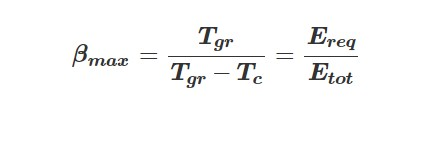 β_max = T_gr / (T_gr − T_c) = E_req / E_tot